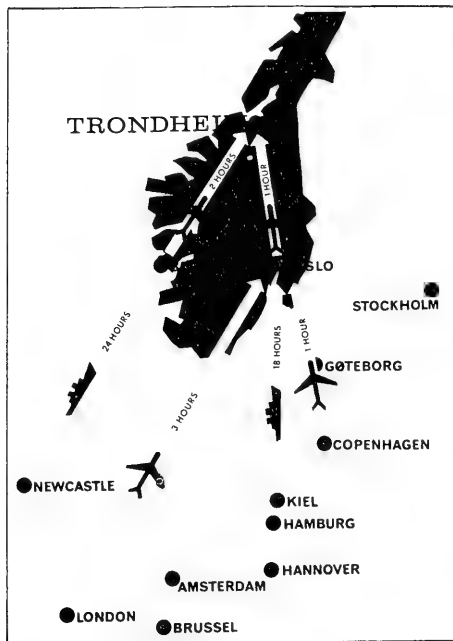 TRONDHEI
2 HOURS
1 HOUR
SLO
STOCKHOLM
24 HOURS
18 HOURS
1 HOUR
GØTEBORG
3 HOURS
COPENHAGEN
NEWCASTLE
KIEL
HAMBURG
HANNOVER
AMSTERDAM
LONDON
BRUSSEL